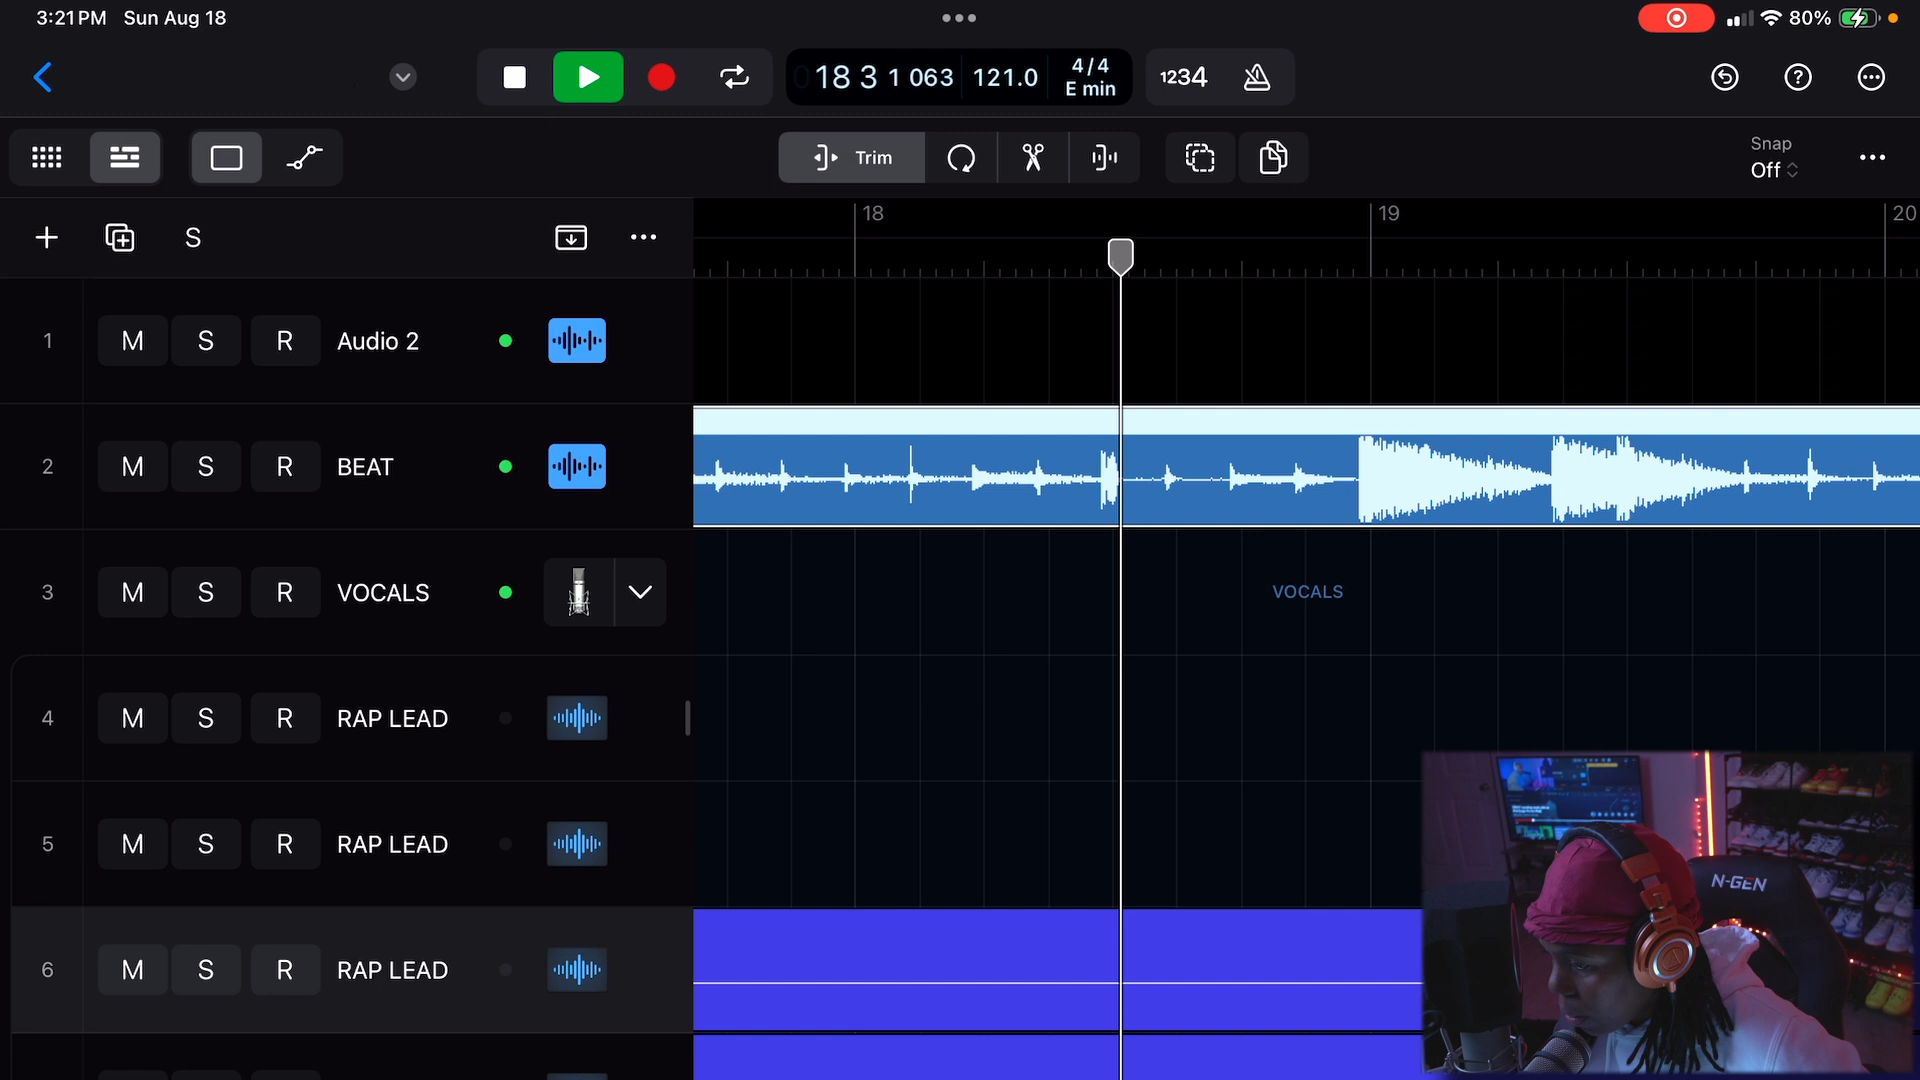 3:21 PM Sun Aug 18
80%
18 3 1 063 121.0 4/4
E min
1234
Trim
Snap
Off
S
18 19 20
1 M S R Audio 2
2 M S R BEAT
3 M S R VOCALS
VOCALS
4 M S R RAP LEAD
5 M S R RAP LEAD
6 M S R RAP LEAD
N-GEN